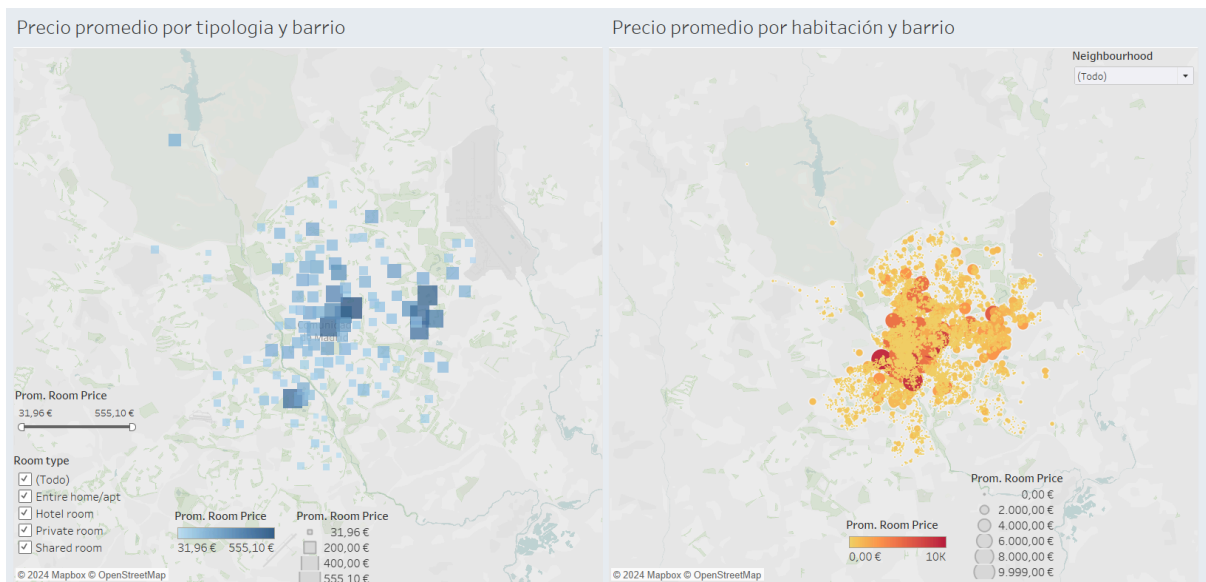 Precio promedio por tipologia y barrio
Prom. Room Price
31,96 € 555,10 €
Room type
(Todo)
Entire home/apt
Hotel room
Private room
Shared room
Prom. Room Price
31,96 € 555,10 €
Prom. Room Price
31,96 €
200,00 €
400,00 €
555,10 €
© 2024 Mapbox © OpenStreetMap
Precio promedio por habitación y barrio
Neighbourhood
(Todo)
Prom. Room Price
0,00 € 10K
Prom. Room Price
0,00 €
2.000,00 €
4.000,00 €
6.000,00 €
8.000,00 €
9.999,00 €
© 2024 Mapbox © OpenStreetMap